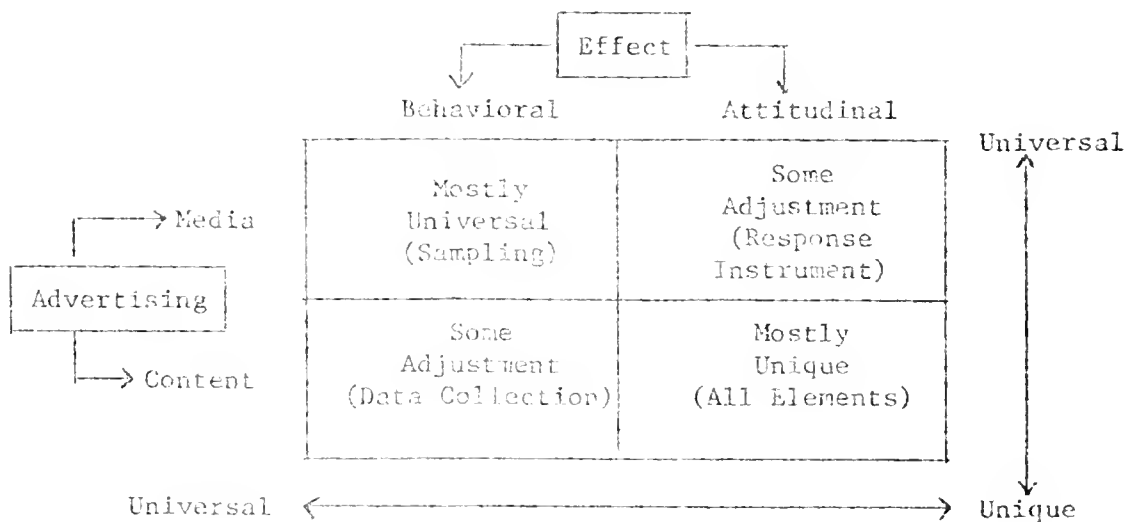 Effect
Behavioral Attitudinal
Universal
Mostly
Universal
(Sampling)
Some
Adjustment
(Response
Instrument)
Media
Advertising
Content
Some
Adjustment
(Data Collection)
Mostly
Unique
(All Elements)
Universal Unique